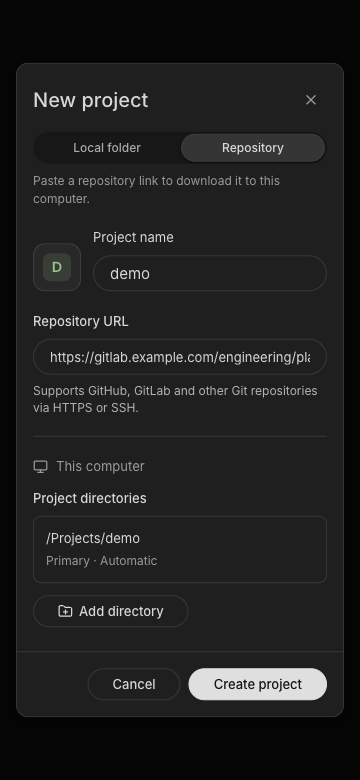 New project
Local folder
Repository
Paste a repository link to download it to this
computer.
Project name
D
demo
Repository URL
https://gitlab.example.com/engineering/pla
Supports GitHub, GitLab and other Git repositories
via HTTPS or SSH.
This computer
Project directories
/Projects/demo
Primary · Automatic
Add directory
Cancel
Create project